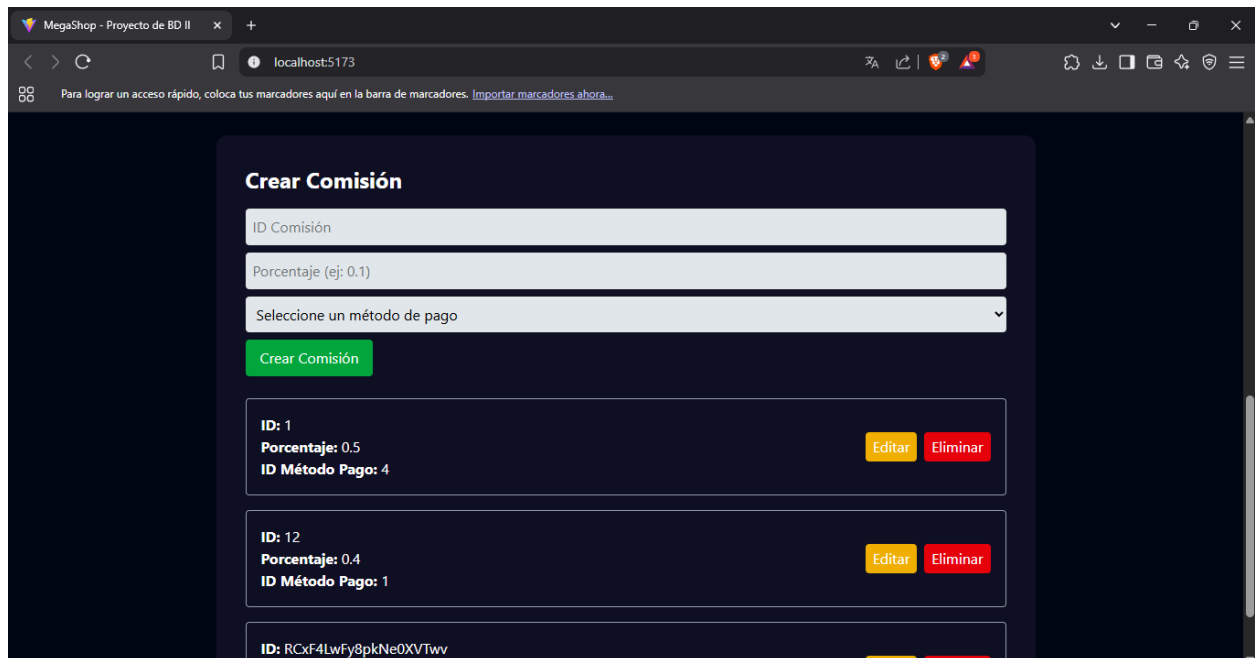 MegaShop - Proyecto de BD II
localhost:5173
2
1
Para lograr un acceso rápido, coloca tus marcadores aquí en la barra de marcadores. Importar marcadores ahora...
Crear Comisión
ID Comisión
Porcentaje (ej: 0.1)
Seleccione un método de pago
Crear Comisión
ID: 1
Porcentaje: 0.5
ID Método Pago: 4
Editar Eliminar
ID: 12
Porcentaje: 0.4
ID Método Pago: 1
Editar Eliminar
ID: RCxF4LwFy8pkNe0XVTwv